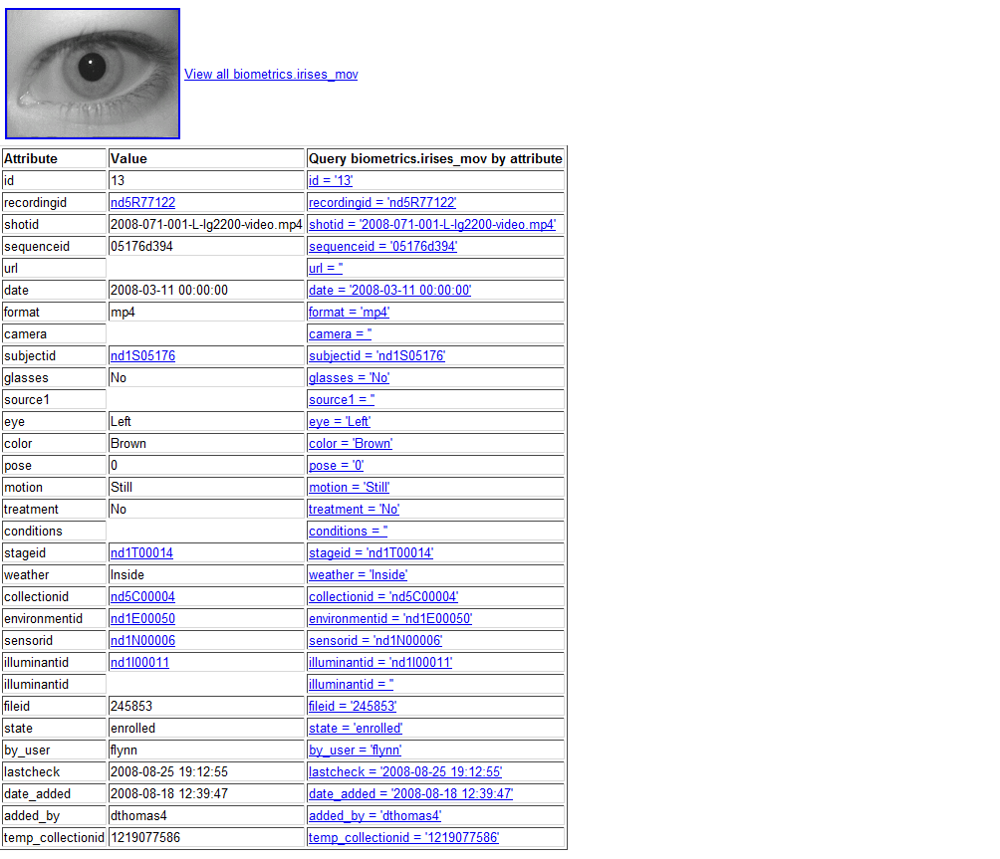 View all biometrics.irises_mov
Attribute Value Query biometrics.irises_mov by attribute
id 13 id = '13'
recordingid nd5R77122 recordingid = 'nd5R77122'
shotid 2008-071-001-L-lg2200-video.mp4 shotid = '2008-071-001-L-lg2200-video.mp4'
sequenceid 05176d394 sequenceid = '05176d394'
url url = ''
date 2008-03-11 00:00:00 date = '2008-03-11 00:00:00'
format mp4 format = 'mp4'
camera camera = ''
subjectid nd1S05176 subjectid = 'nd1S05176'
glasses No glasses = 'No'
source1 source1 = ''
eye Left eye = 'Left'
color Brown color = 'Brown'
pose 0 pose = '0'
motion Still motion = 'Still'
treatment No treatment = 'No'
conditions conditions = ''
stageid nd1T00014 stageid = 'nd1T00014'
weather Inside weather = 'Inside'
collectionid nd5C00004 collectionid = 'nd5C00004'
environmentid nd1E00050 environmentid = 'nd1E00050'
sensorid nd1N00006 sensorid = 'nd1N00006'
illuminantid nd1I00011 illuminantid = 'nd1I00011'
illuminantid illuminantid = ''
fileid 245853 fileid = '245853'
state enrolled state = 'enrolled'
by_user flynn by_user = 'flynn'
lastcheck 2008-08-25 19:12:55 lastcheck = '2008-08-25 19:12:55'
date_added 2008-08-18 12:39:47 date_added = '2008-08-18 12:39:47'
added_by dthomas4 added_by = 'dthomas4'
temp_collectionid 1219077586 temp_collectionid = '1219077586'